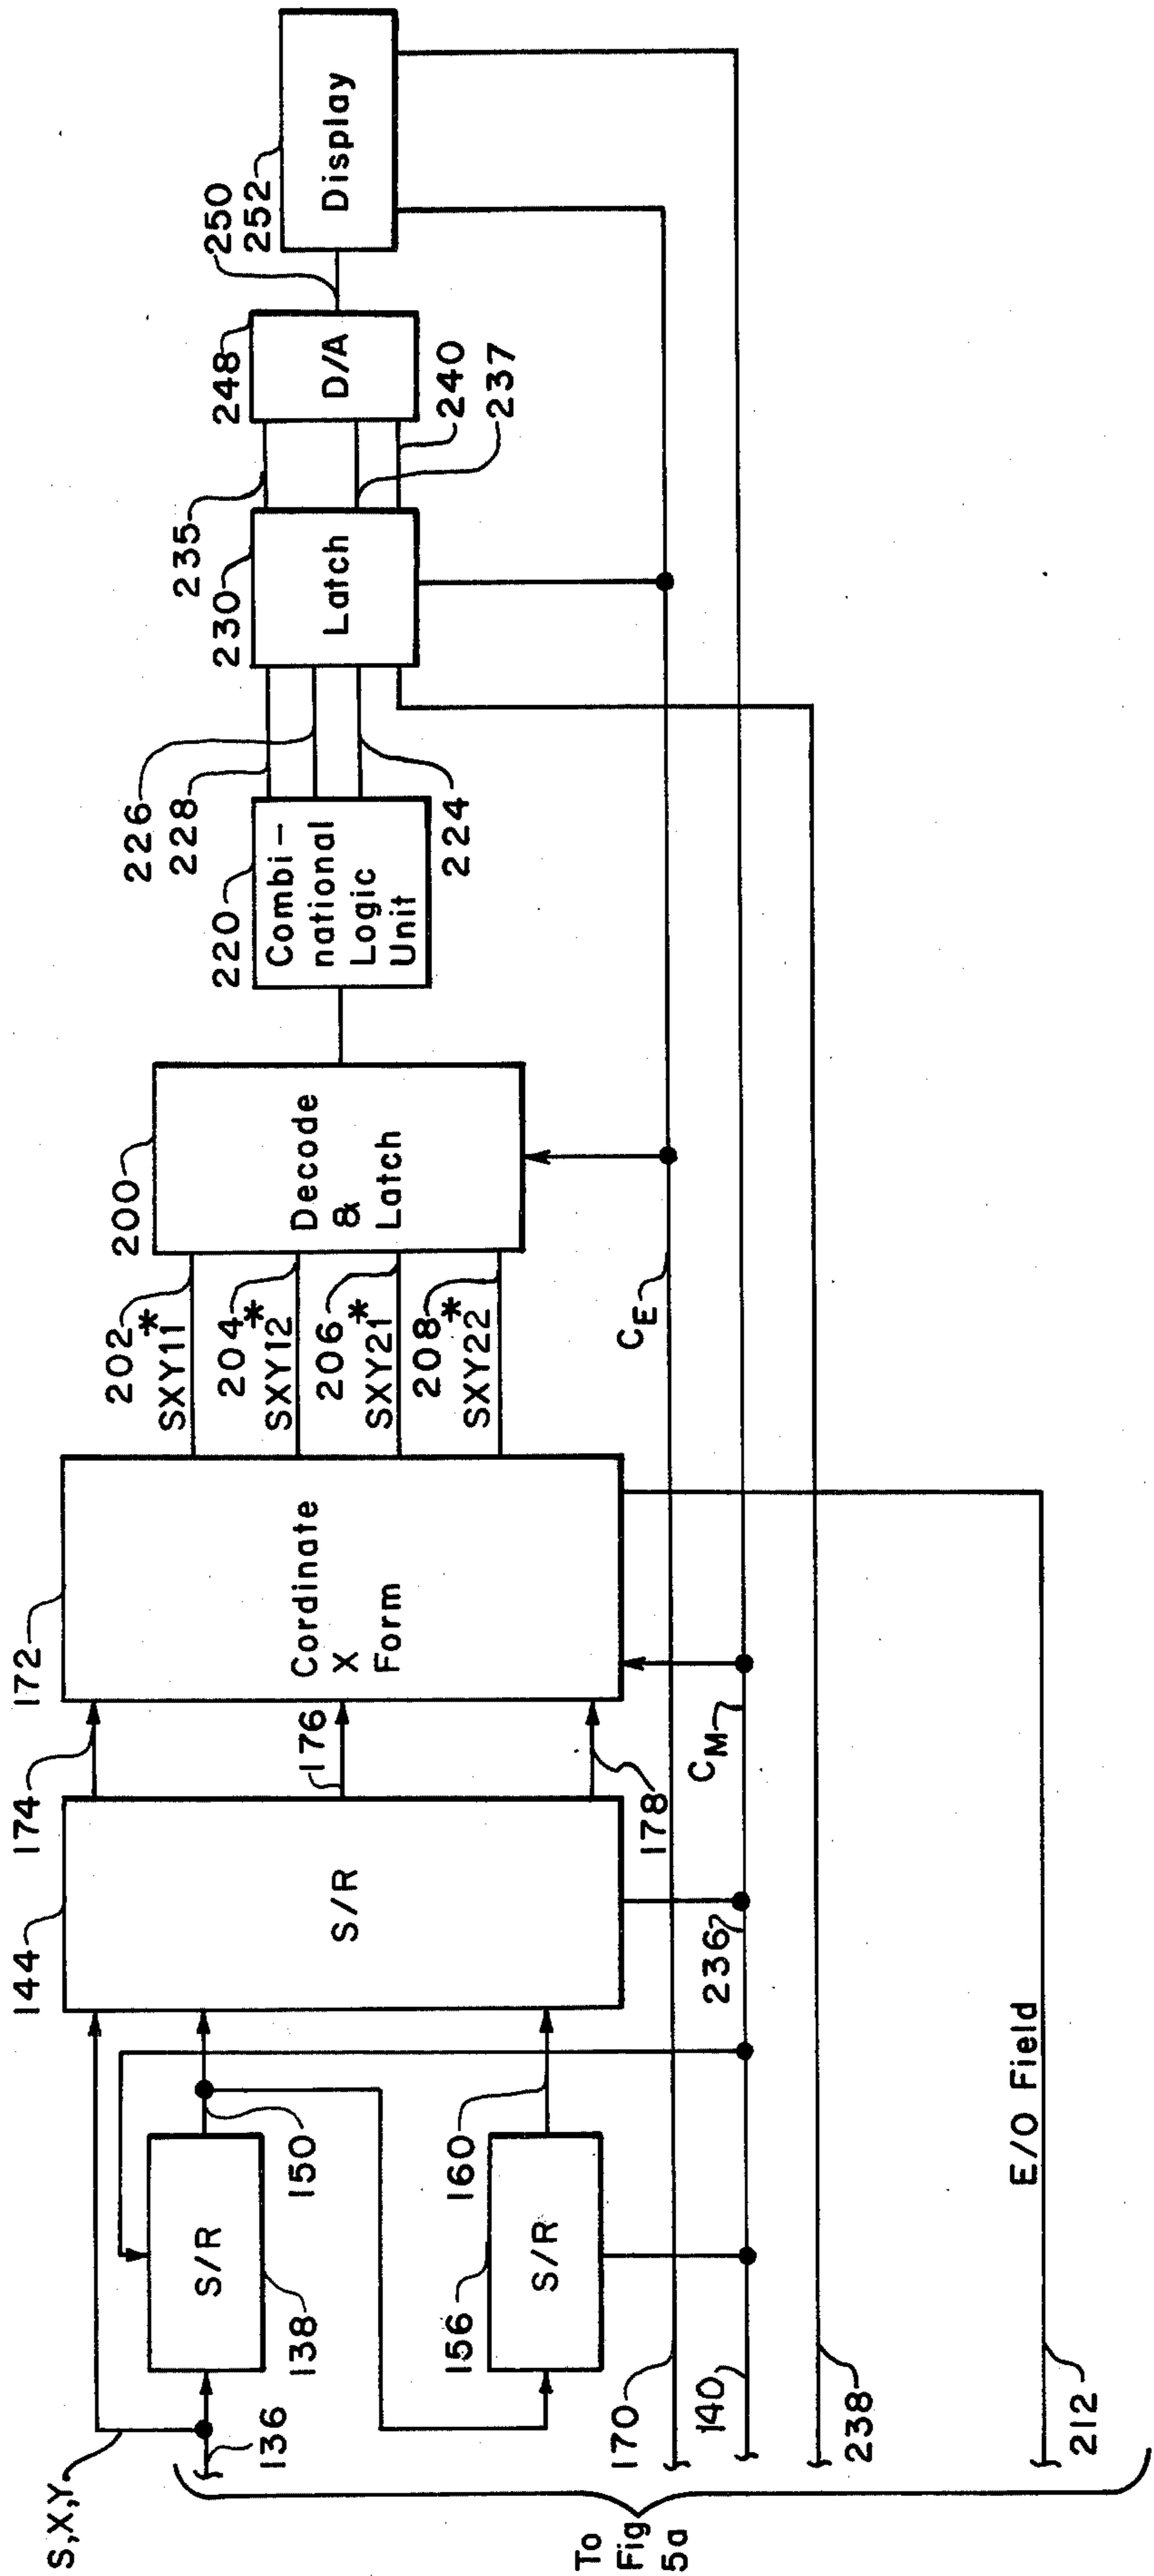 S,X,Y
To
Fig
5a
136
S/R
138
150
156
S/R
160
170
140
238
212
E/O Field
144
S/R
236
174
176
178
CM
172
Cordinate
X
Form
202
*
SXY11
204
*
SXY12
206
*
SXY21
208
*
SXY22
CE
200
Decode
&
Latch
220
Combi-
national
Logic
Unit
226
228
224
230
Latch
235
248
D/A
240
237
250
252
Display